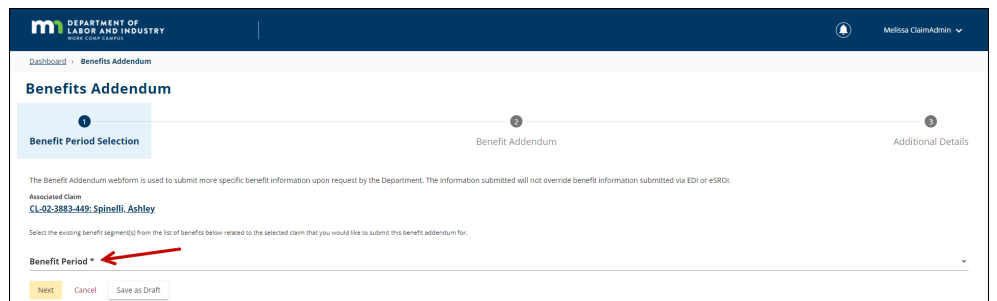 DEPARTMENT OF
LABOR AND INDUSTRY
WORK COMP CAMPUS
Melissa ClaimAdmin
Dashboard › Benefits Addendum
Benefits Addendum
1 2 3
Benefit Period Selection Benefit Addendum Additional Details
The Benefit Addendum webform is used to submit more specific benefit information upon request by the Department. The information submitted will not override benefit information submitted via EDI or eSROI.
Associated Claim
CL-02-3883-449: Spinelli, Ashley
Select the existing benefit segment(s) from the list of benefits below related to the selected claim that you would like to submit this benefit addendum for.
Benefit Period *
Next Cancel Save as Draft